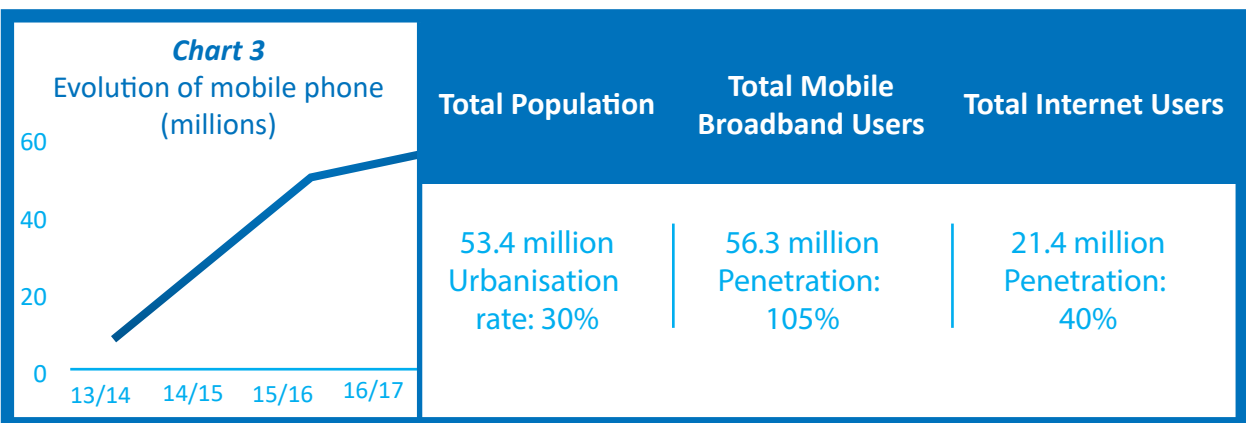 Chart 3
Evolution of mobile phone
(millions)
60
40
20
0
13/14 14/15 15/16 16/17
Total Population
Total Mobile
Broadband Users
Total Internet Users
53.4 million
Urbanisation
rate: 30%
56.3 million
Penetration:
105%
21.4 million
Penetration:
40%